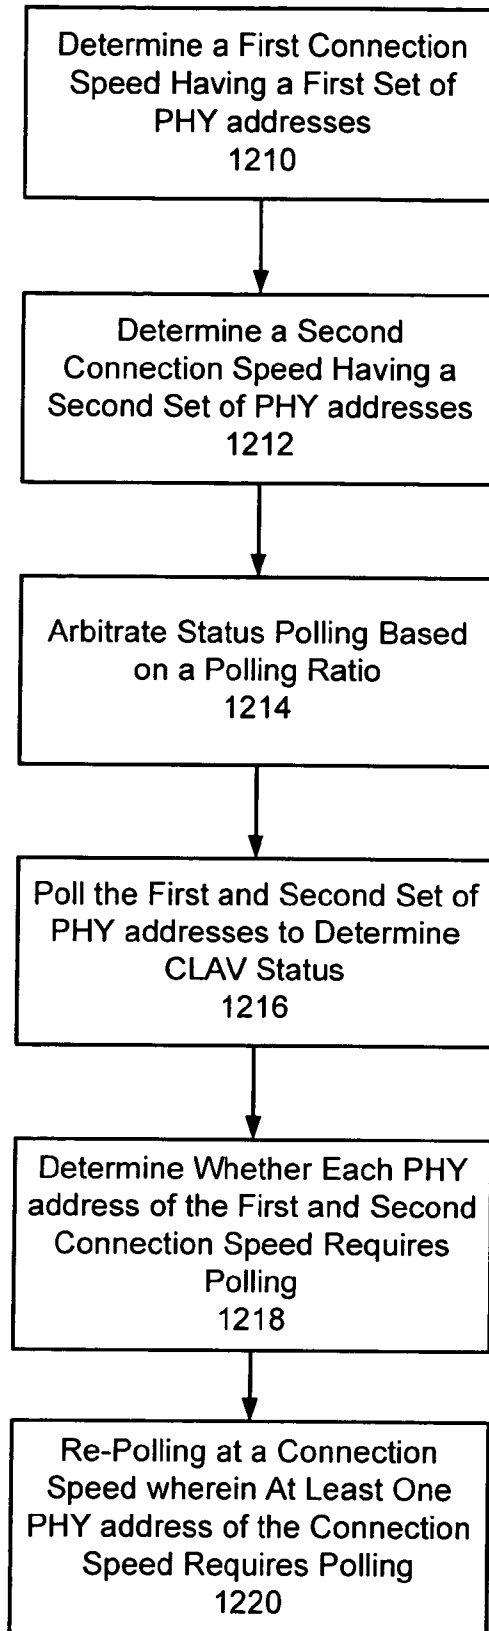 Determine a First Connection
Speed Having a First Set of
PHY addresses
1210
Determine a Second
Connection Speed Having a
Second Set of PHY addresses
1212
Arbitrate Status Polling Based
on a Polling Ratio
1214
Poll the First and Second Set of
PHY addresses to Determine
CLAV Status
1216
Determine Whether Each PHY
address of the First and Second
Connection Speed Requires
Polling
1218
Re-Polling at a Connection
Speed wherein At Least One
PHY address of the Connection
Speed Requires Polling
1220